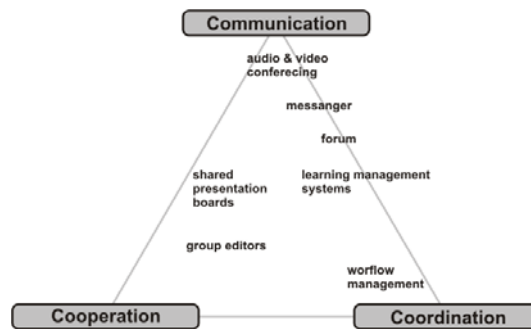 Communication
audio & video
conferecing
messanger
forum
shared
presentation
boards
learning management
systems
group editors
worflow
management
Cooperation
Coordination